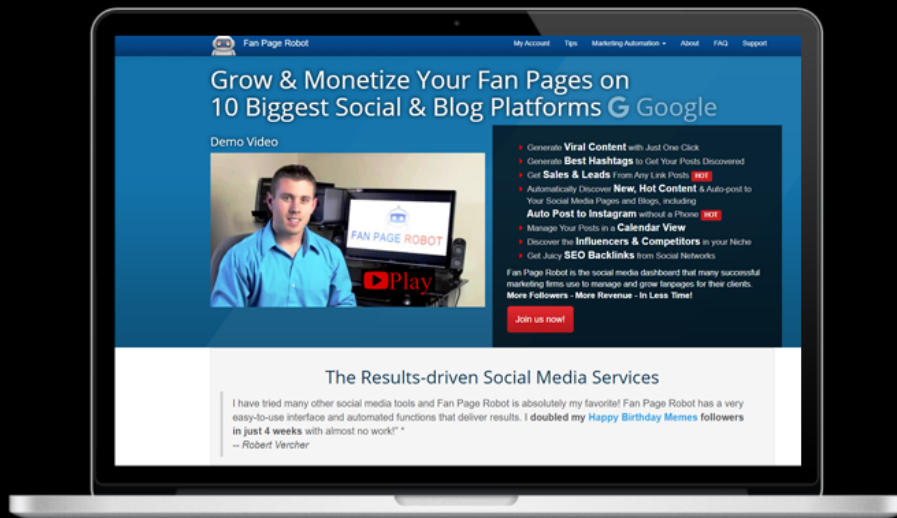 Fan Page Robot
My Account Tips Marketing Automation About FAQ Support
Grow & Monetize Your Fan Pages on
10 Biggest Social & Blog Platforms G Google
Demo Video
FAN PAGE ROBOT
Play
Generate Viral Content with Just One Click
Generate Best Hashtags to Get Your Posts Discovered
Get Sales & Leads From Any Link Posts HOT
Automatically Discover New, Hot Content & Auto-post to
Your Social Media Pages and Blogs, including
Auto Post to Instagram without a Phone HOT
Manage Your Posts in a Calendar View
Discover the Influencers & Competitors in your Niche
Get Juicy SEO Backlinks from Social Networks
Fan Page Robot is the social media dashboard that many successful
marketing firms use to manage and grow fanpages for their clients.
More Followers - More Revenue - In Less Time!
Join us now!
The Results-driven Social Media Services
I have tried many other social media tools and Fan Page Robot is absolutely my favorite! Fan Page Robot has a very
easy-to-use interface and automated functions that deliver results. I doubled my Happy Birthday Memes followers
in just 4 weeks with almost no work!" *
-- Robert Vercher